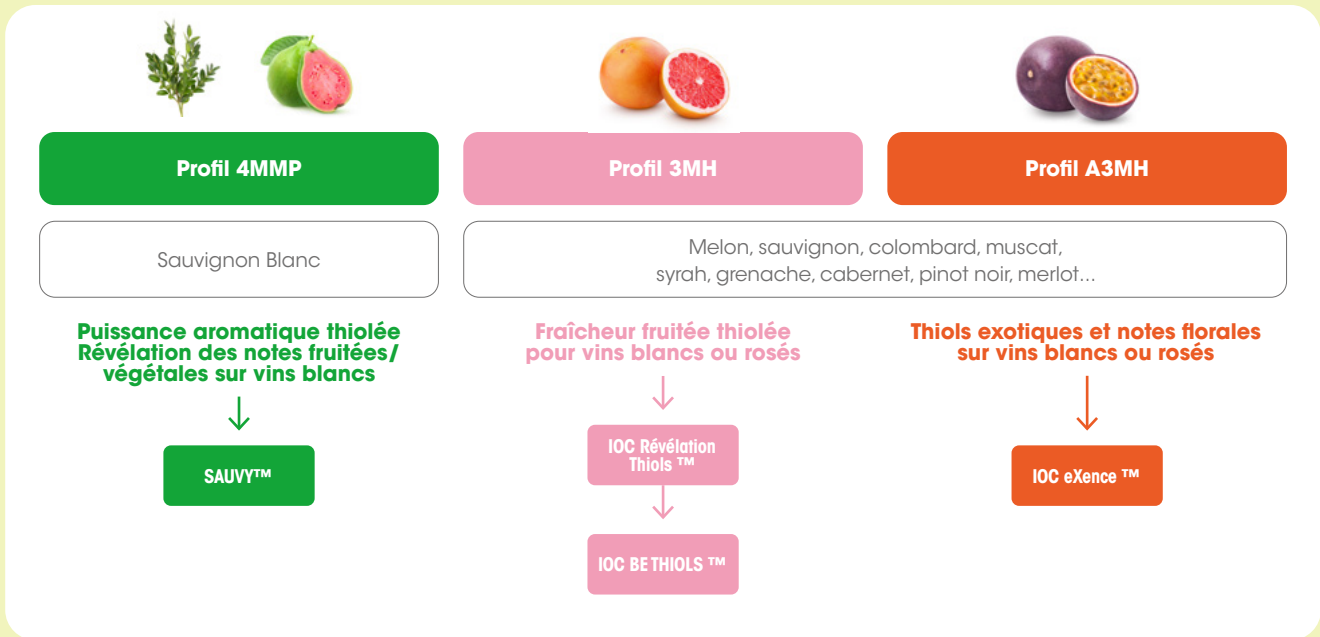 Profil 4MMP
Profil 3MH
Profil A3MH
Sauvignon Blanc
Melon, sauvignon, colombard, muscat,
syrah, grenache, cabernet, pinot noir, merlot...
Puissance aromatique thiolée
Révélation des notes fruitées/
végétales sur vins blancs
SAUVY™
Fraîcheur fruitée thiolée
pour vins blancs ou rosés
IOC Révélation
Thiols ™
IOC BE THIOLS ™
Thiols exotiques et notes florales
sur vins blancs ou rosés
IOC eXence ™